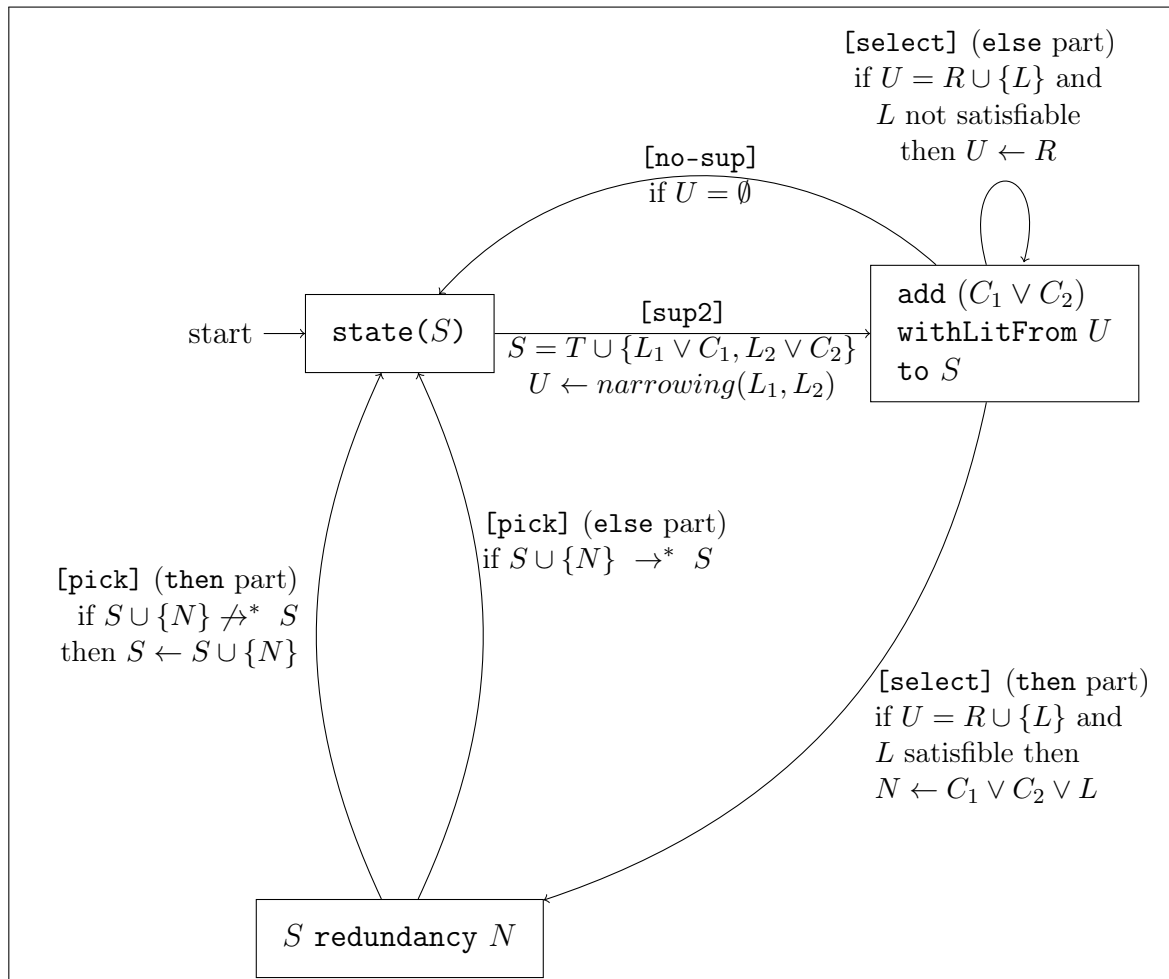 [select] (else part)
if U = R ∪ {L} and
L not satisfiable
then U ← R
[no-sup]
if U = ∅
start
state(S)
[sup2]
S = T ∪ {L₁ ∨ C₁, L₂ ∨ C₂}
U ← narrowing(L₁, L₂)
add (C₁ ∨ C₂)
withLitFrom U
to S
[pick] (else part)
if S ∪ {N} →* S
[pick] (then part)
if S ∪ {N} ↛* S
then S ← S ∪ {N}
[select] (then part)
if U = R ∪ {L} and
L satisfible then
N ← C₁ ∨ C₂ ∨ L
S redundancy N